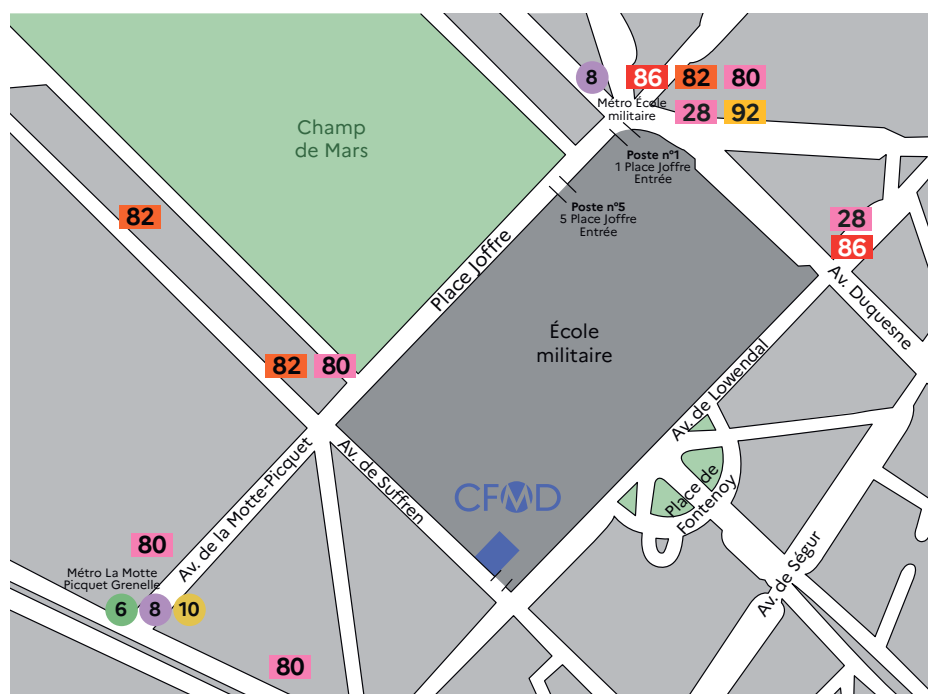 8
86
82
80
Métro École
militaire
28
92
Champ
de Mars
Poste nº1
1 Place Joffre
Entrée
Poste nº5
5 Place Joffre
Entrée
82
28
86
Place Joffre
Av. Duquesne
École
militaire
82
80
Av. de Lowendal
Av. de la Motte-Picquet
Av. de Suffren
CFMD
Place de
Fontenoy
80
Métro La Motte
Picquet Grenelle
6
8
10
Av. de Ségur
80